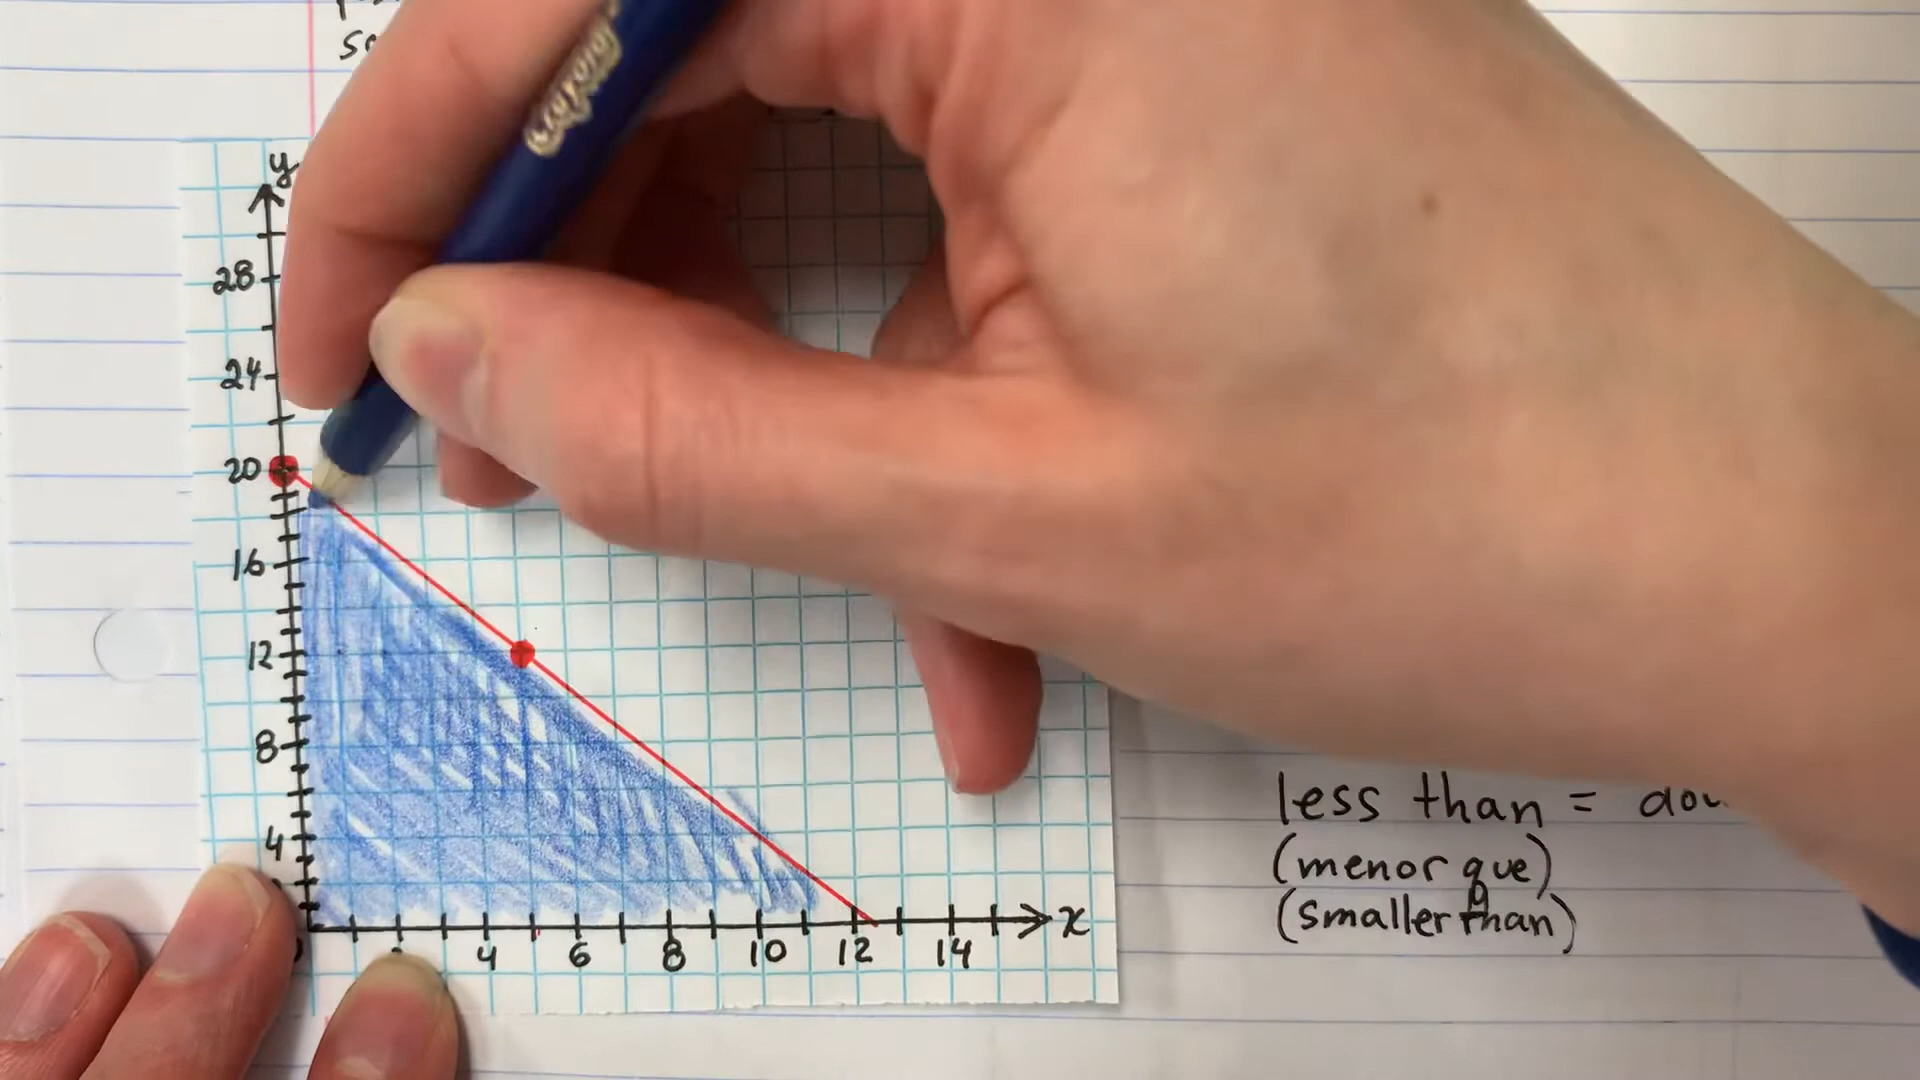 y
28
24
20
16
12
8
4
4 6 8 10 12 14 x
less than =
(menor que)
(smaller than)
Crayola